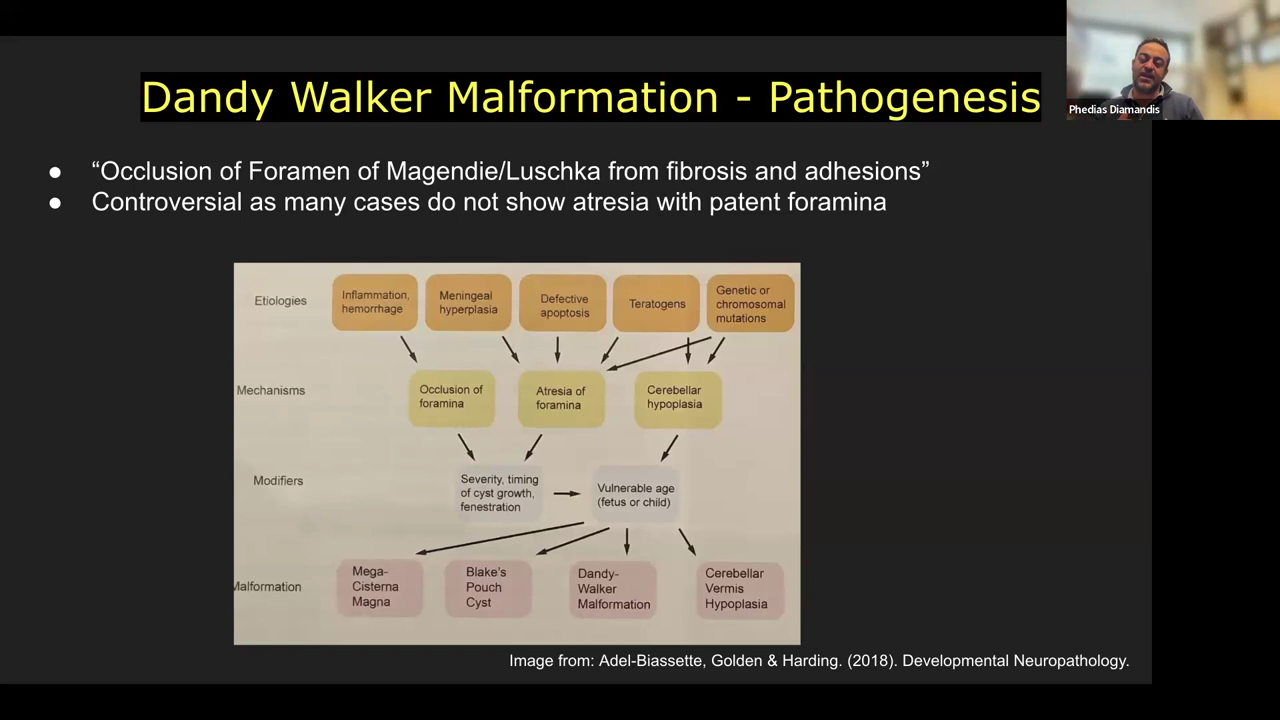 Dandy Walker Malformation - Pathogenesis
Phedias Diamandis
● “Occlusion of Foramen of Magendie/Luschka from fibrosis and adhesions”
● Controversial as many cases do not show atresia with patent foramina
Etiologies
Inflammation,
hemorrhage
Meningeal
hyperplasia
Defective
apoptosis
Teratogens
Genetic or
chromosomal
mutations
Mechanisms
Occlusion of
foramina
Atresia of
foramina
Cerebellar
hypoplasia
Modifiers
Severity, timing
of cyst growth,
fenestration
Vulnerable age
(fetus or child)
Malformation
Mega-
Cisterna
Magna
Blake's
Pouch
Cyst
Dandy-
Walker
Malformation
Cerebellar
Vermis
Hypoplasia
Image from: Adel-Biassette, Golden & Harding. (2018). Developmental Neuropathology.